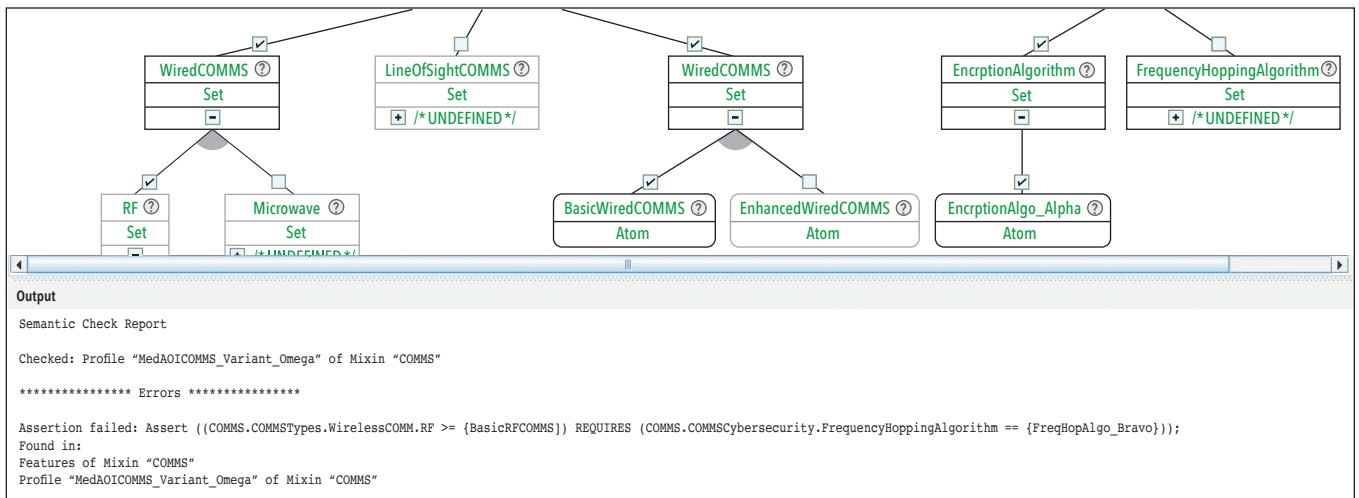 WiredCOMMS ?
LineOfSightCOMMS ?
WiredCOMMS ?
EncrptionAlgorithm ?
FrequencyHoppingAlgorithm ?
Set
Set
Set
Set
Set
+ /* UNDEFINED */
+ /* UNDEFINED */
RF ?
Microwave ?
BasicWiredCOMMS ?
EnhancedWiredCOMMS ?
EncrptionAlgo_Alpha ?
Set
Set
Atom
Atom
Atom
+ /* UNDEFINED */
Output
Semantic Check Report
Checked: Profile “MedAOICOMMS_Variant_Omega” of Mixin “COMMS”
*************** Errors ****************
Assertion failed: Assert ((COMMS.COMMSTypes.WirelessCOMM.RF >= {BasicRFCOMMS]) REQUIRES (COMMS.COMMSCybersecurity.FrequencyHoppingAlgorithm == {FreqHopAlgo_Bravo}));
Found in:
Features of Mixin “COMMS”
Profile “MedAOICOMMS_Variant_Omega” of Mixin “COMMS”